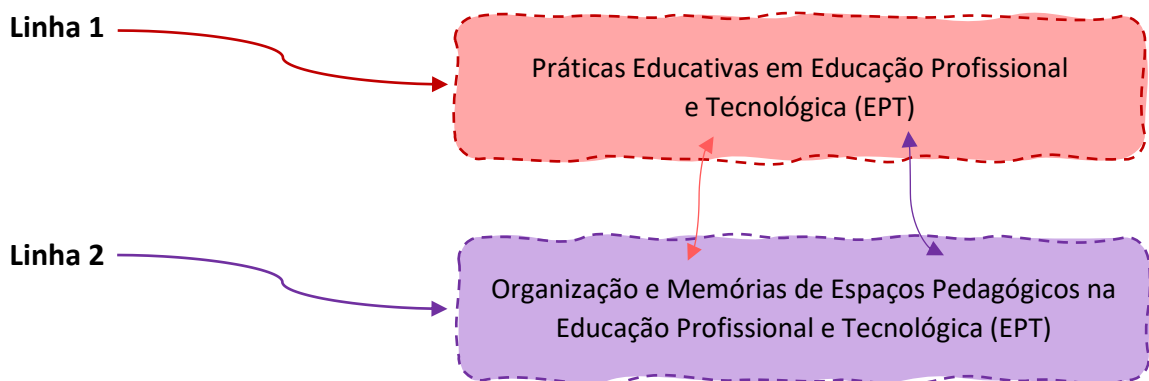 Linha 1
Práticas Educativas em Educação Profissional
e Tecnológica (EPT)
Linha 2
Organização e Memórias de Espaços Pedagógicos na
Educação Profissional e Tecnológica (EPT)